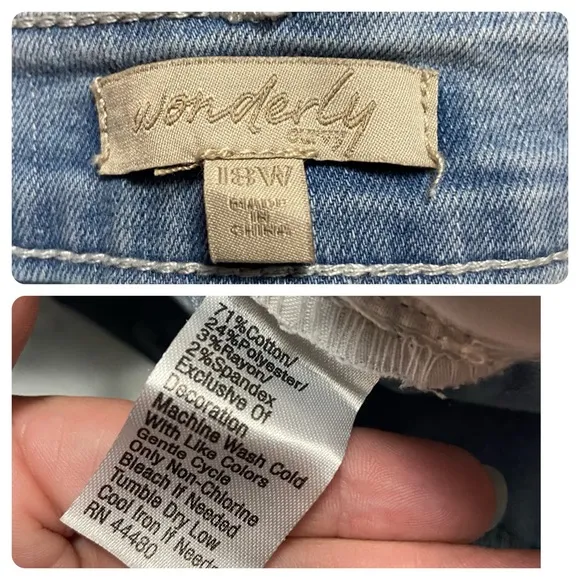 wonderly
CURVY
18W
MADE
IN
CHINA
71%Cotton/
24%Polyester/
3%Rayon/
2%Spandex
Exclusive Of
Decoration
Machine Wash Cold
With Like Colors
Gentle Cycle
Only Non-Chlorine
Bleach If Needed
Tumble Dry Low
Cool Iron If Needed
RN 44480